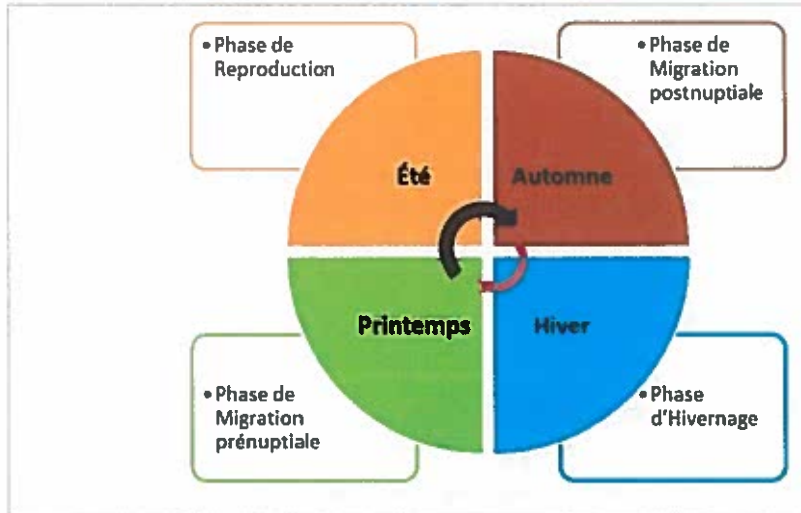 • Phase de
Reproduction
• Phase de
Migration
postnuptiale
Été
Automne
Printemps
Hiver
• Phase de
Migration
prénuptiale
• Phase
d'Hivernage